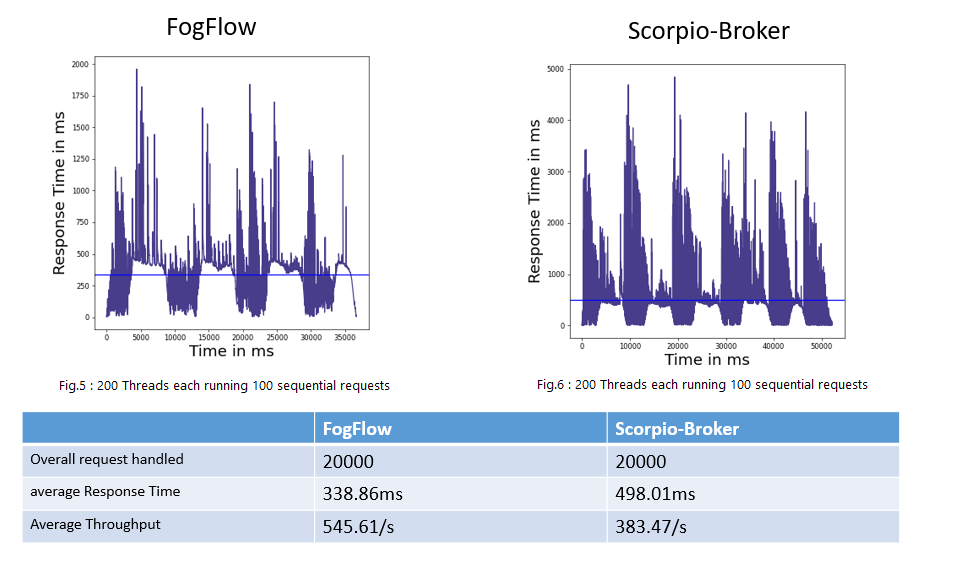 FogFlow
Scorpio-Broker
Response Time in ms
2000
1750
1500
1250
1000
750
500
250
0
0 5000 10000 15000 20000 25000 30000 35000
Time in ms
Response Time in ms
5000
4000
3000
2000
1000
0
0 10000 20000 30000 40000 50000
Time in ms
Fig.5 : 200 Threads each running 100 sequential requests
Fig.6 : 200 Threads each running 100 sequential requests
FogFlow Scorpio-Broker
Overall request handled 20000 20000
average Response Time 338.86ms 498.01ms
Average Throughput 545.61/s 383.47/s